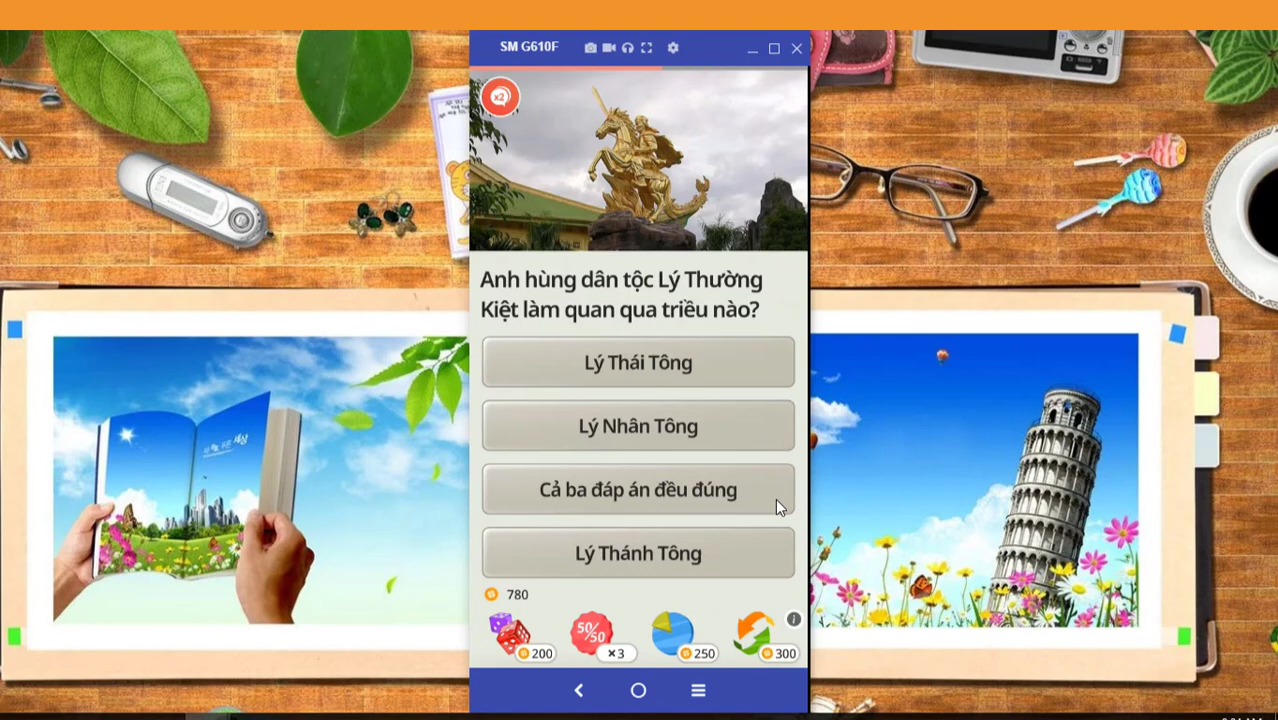 SM G610F
x2
Anh hùng dân tộc Lý Thường
Kiệt làm quan qua triều nào?
Lý Thái Tông
Lý Nhân Tông
Cả ba đáp án đều đúng
Lý Thánh Tông
780
50/50
200
×3
250
300